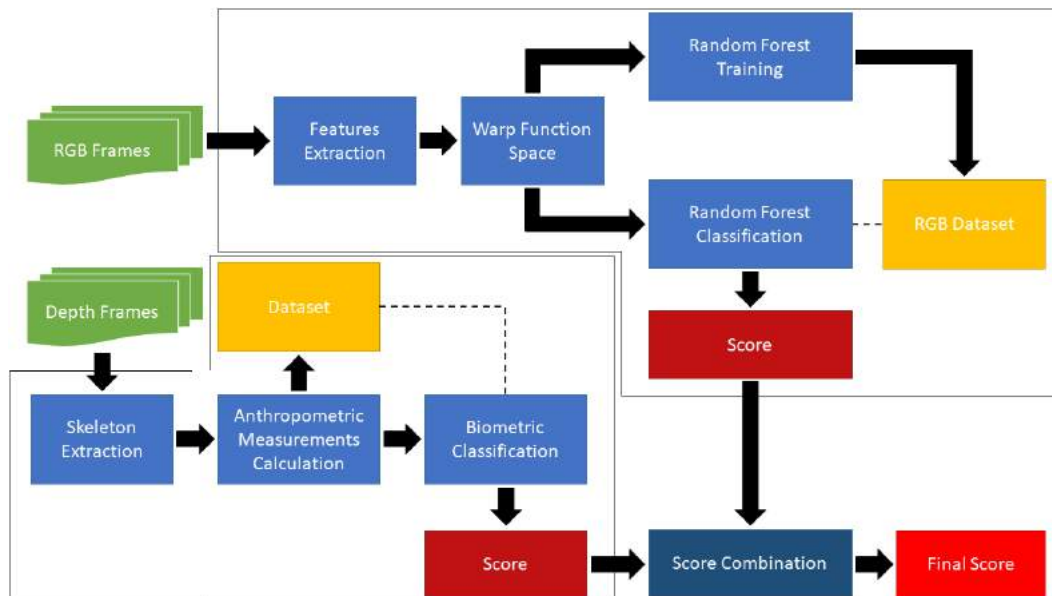 Random Forest
Training
RGB Frames
Features
Extraction
Warp Function
Space
Random Forest
Classification
RGB Dataset
Depth Frames
Dataset
Score
Skeleton
Extraction
Anthropometric
Measurements
Calculation
Biometric
Classification
Score
Score Combination
Final Score